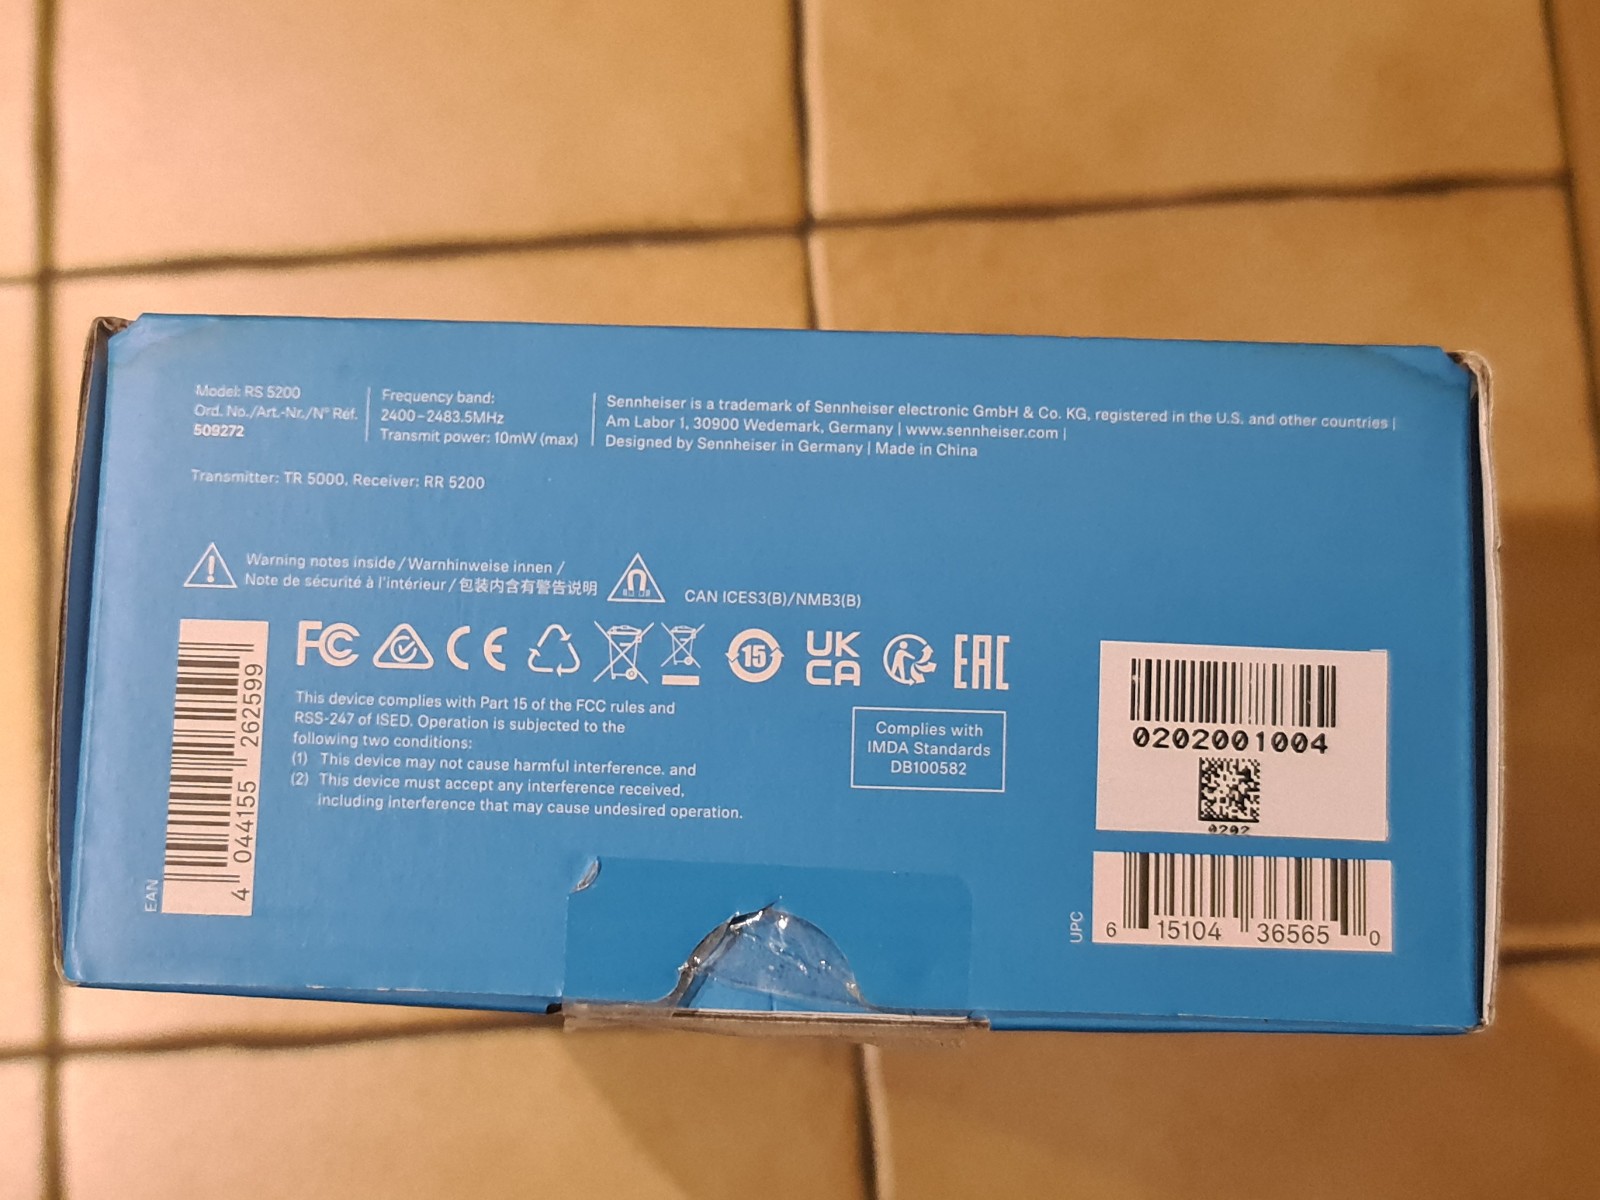 Model: RS 5200
Ord. No./Art.-Nr./N° Réf.
509272
Frequency band:
2400-2483.5MHz
Transmit power: 10mW (max)
Sennheiser is a trademark of Sennheiser electronic GmbH & Co. KG, registered in the U.S. and other countries |
Am Labor 1, 30900 Wedemark, Germany | www.sennheiser.com |
Designed by Sennheiser in Germany | Made in China
Transmitter: TR 5000, Receiver: RR 5200
Warning notes inside / Warnhinweise innen /
Note de sécurité à l'intérieur / 包装内含有警告说明
CAN ICES3(B)/NMB3(B)
FC
CE
15
UK
CA
EAC
This device complies with Part 15 of the FCC rules and
RSS-247 of ISED. Operation is subjected to the
following two conditions:
(1) This device may not cause harmful interference. and
(2) This device must accept any interference received,
including interference that may cause undesired operation.
Complies with
IMDA Standards
DB100582
EAN
4 044155 262599
0202001004
0202
UPC
6 15104 36565 0